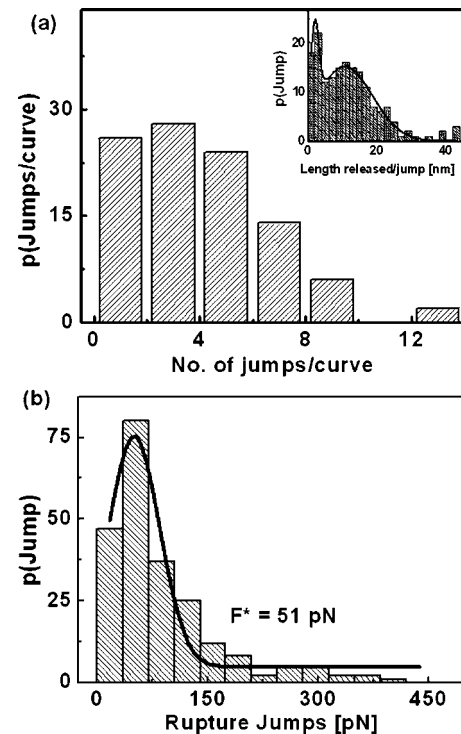 (a)
p(Jumps/curve)
30
15
0
0 4 8 12
No. of jumps/curve
p(Jump)
20
10
0
0 20 40
Length released/jump [nm]
(b)
p(Jump)
75
50
25
0
F* = 51 pN
0 150 300 450
Rupture Jumps [pN]